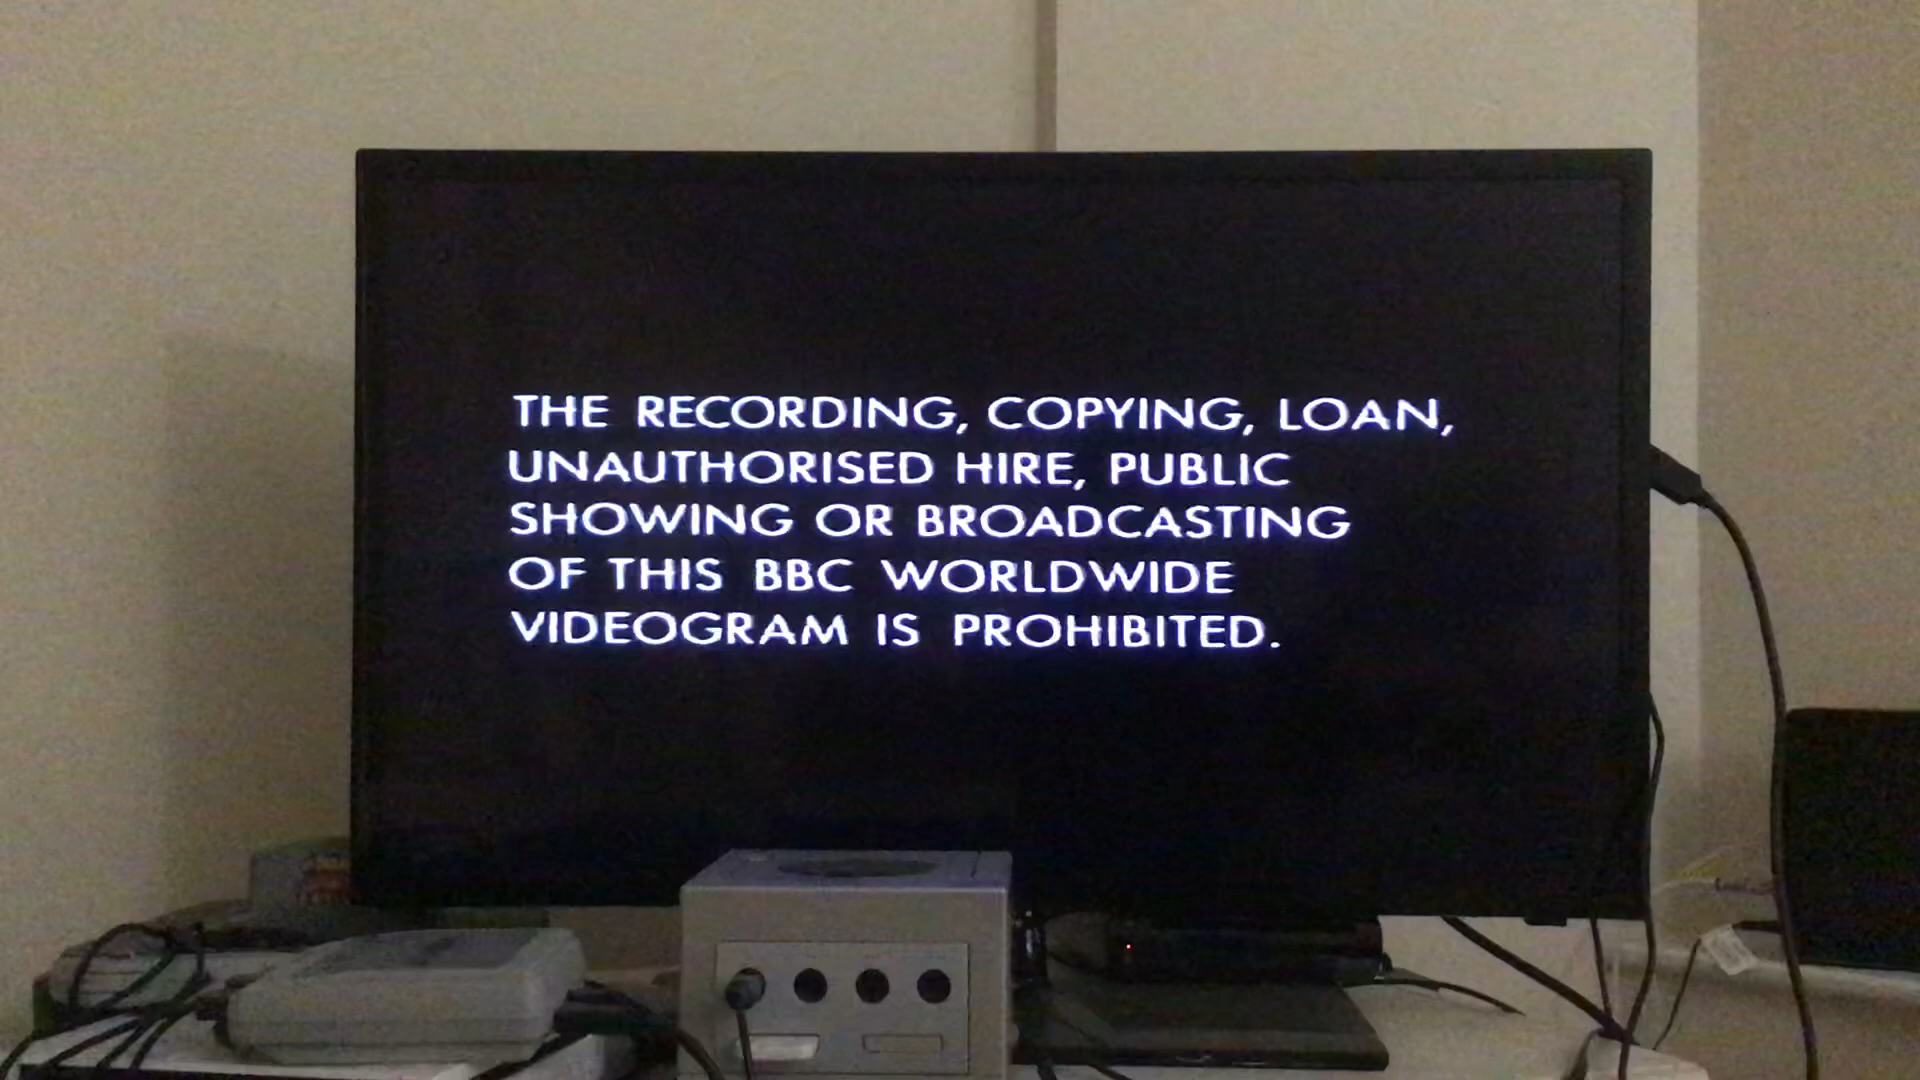 THE RECORDING, COPYING, LOAN,
UNAUTHORISED HIRE, PUBLIC
SHOWING OR BROADCASTING
OF THIS BBC WORLDWIDE
VIDEOGRAM IS PROHIBITED.